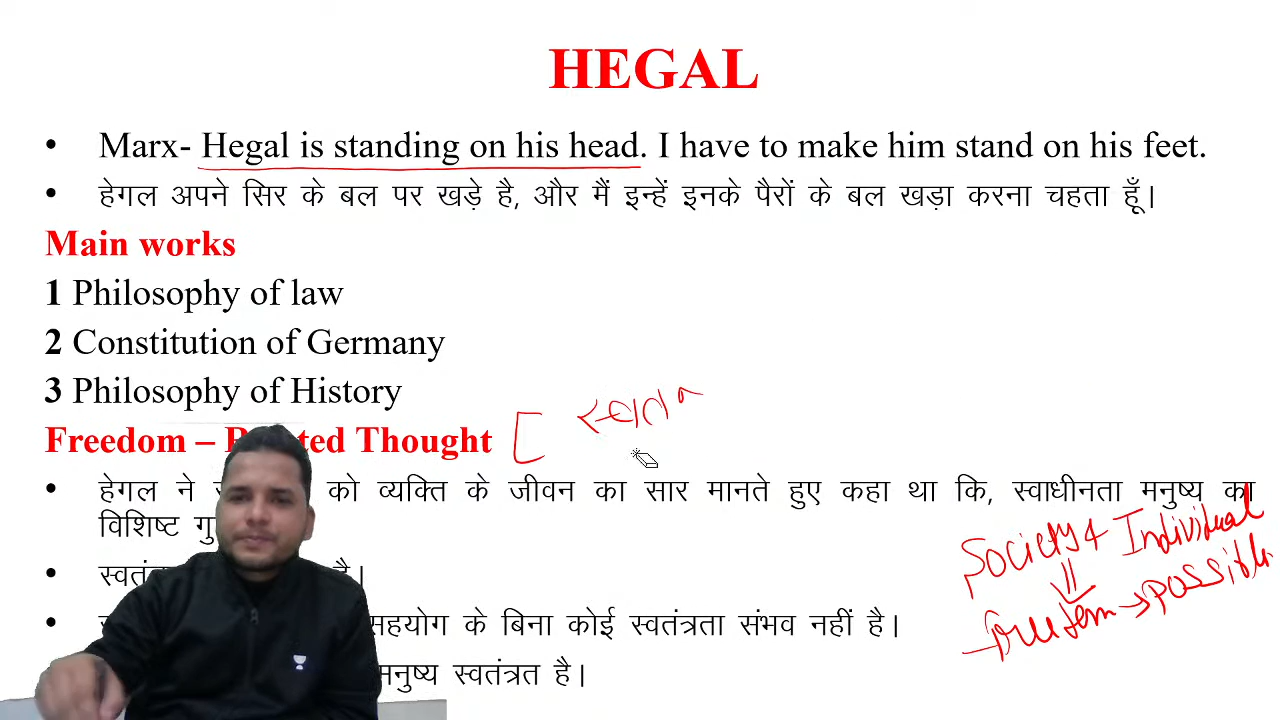 HEGAL
• Marx- Hegal is standing on his head. I have to make him stand on his feet.
• हेगल अपने सिर के बल पर खड़े है, और मैं इन्हें इनके पैरों के बल खड़ा करना चहता हूँ।
Main works
1 Philosophy of law
2 Constitution of Germany
3 Philosophy of History
Freedom – Thought
• हेगल ने को व्यक्ति के जीवन का सार मानते हुए कहा था कि, स्वाधीनता मनुष्य का
विशिष्ट
• है।
• सहयोग के बिना कोई स्वतंत्रता संभव नहीं है।
मनुष्य स्वतंत्रत है।
Society & Individual
possible